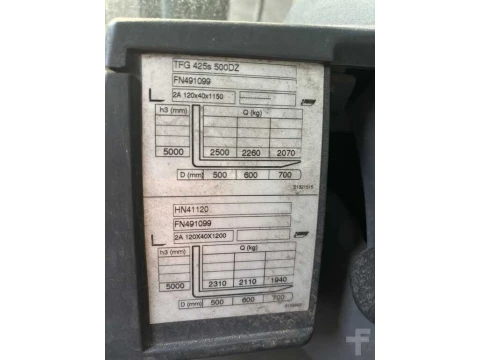 TFG 425s 500DZ
FN491099
2A 120x40x1150
h3 (mm) Q (kg)
5000 2500 2260 2070
D (mm) 500 600 700
HN41120
FN491099
2A 120X40X1200
h3 (mm) Q (kg)
5000 2310 2110 1940
D (mm) 500 600 700